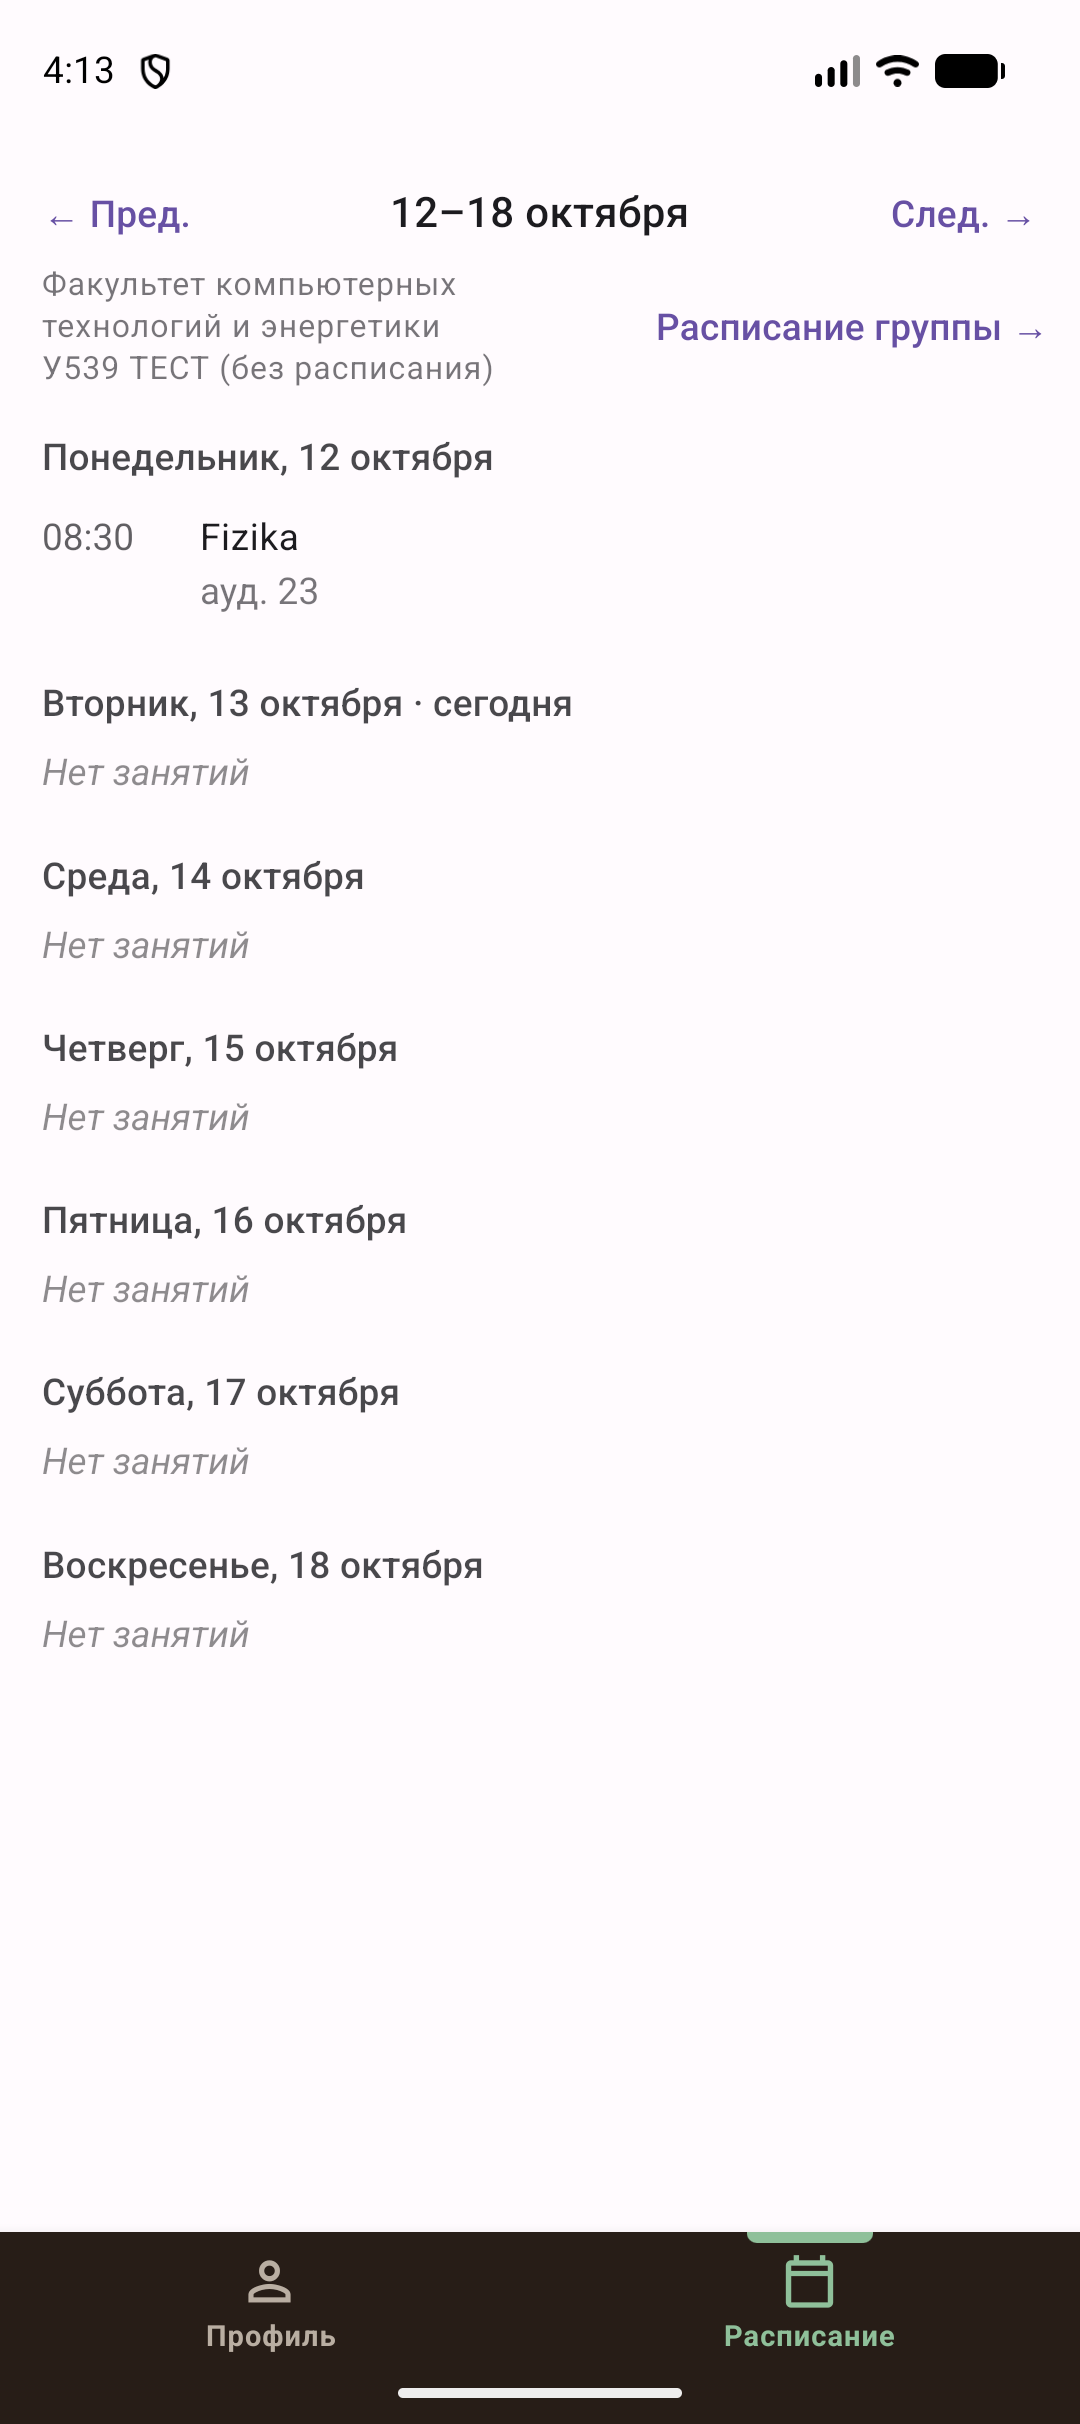 4:13
← Пред.
12–18 октября
След. →
Факультет компьютерных
технологий и энергетики
У539 ТЕСТ (без расписания)
Расписание группы →
Понедельник, 12 октября
08:30 Fizika
ауд. 23
Вторник, 13 октября · сегодня
Нет занятий
Среда, 14 октября
Нет занятий
Четверг, 15 октября
Нет занятий
Пятница, 16 октября
Нет занятий
Суббота, 17 октября
Нет занятий
Воскресенье, 18 октября
Нет занятий
Профиль
Расписание